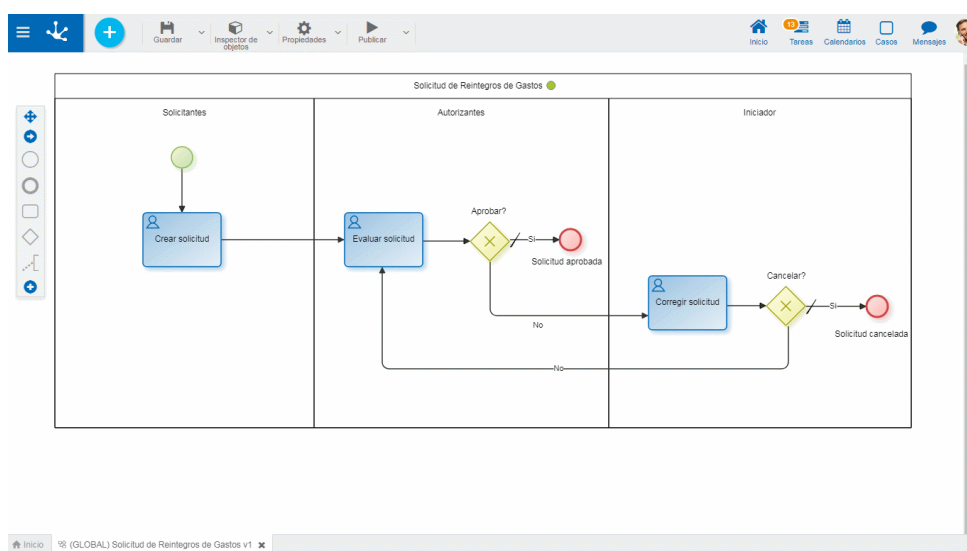 Guardar
Inspector de
objetos
Propiedades
Publicar
Inicio
13
Tareas
Calendarios
Casos
Mensajes
Solicitud de Reintegros de Gastos
Solicitantes
Autorizantes
Iniciador
Crear solicitud
Evaluar solicitud
Aprobar?
Si
Solicitud aprobada
No
Corregir solicitud
Cancelar?
Si
Solicitud cancelada
No
Inicio
(GLOBAL) Solicitud de Reintegros de Gastos v1